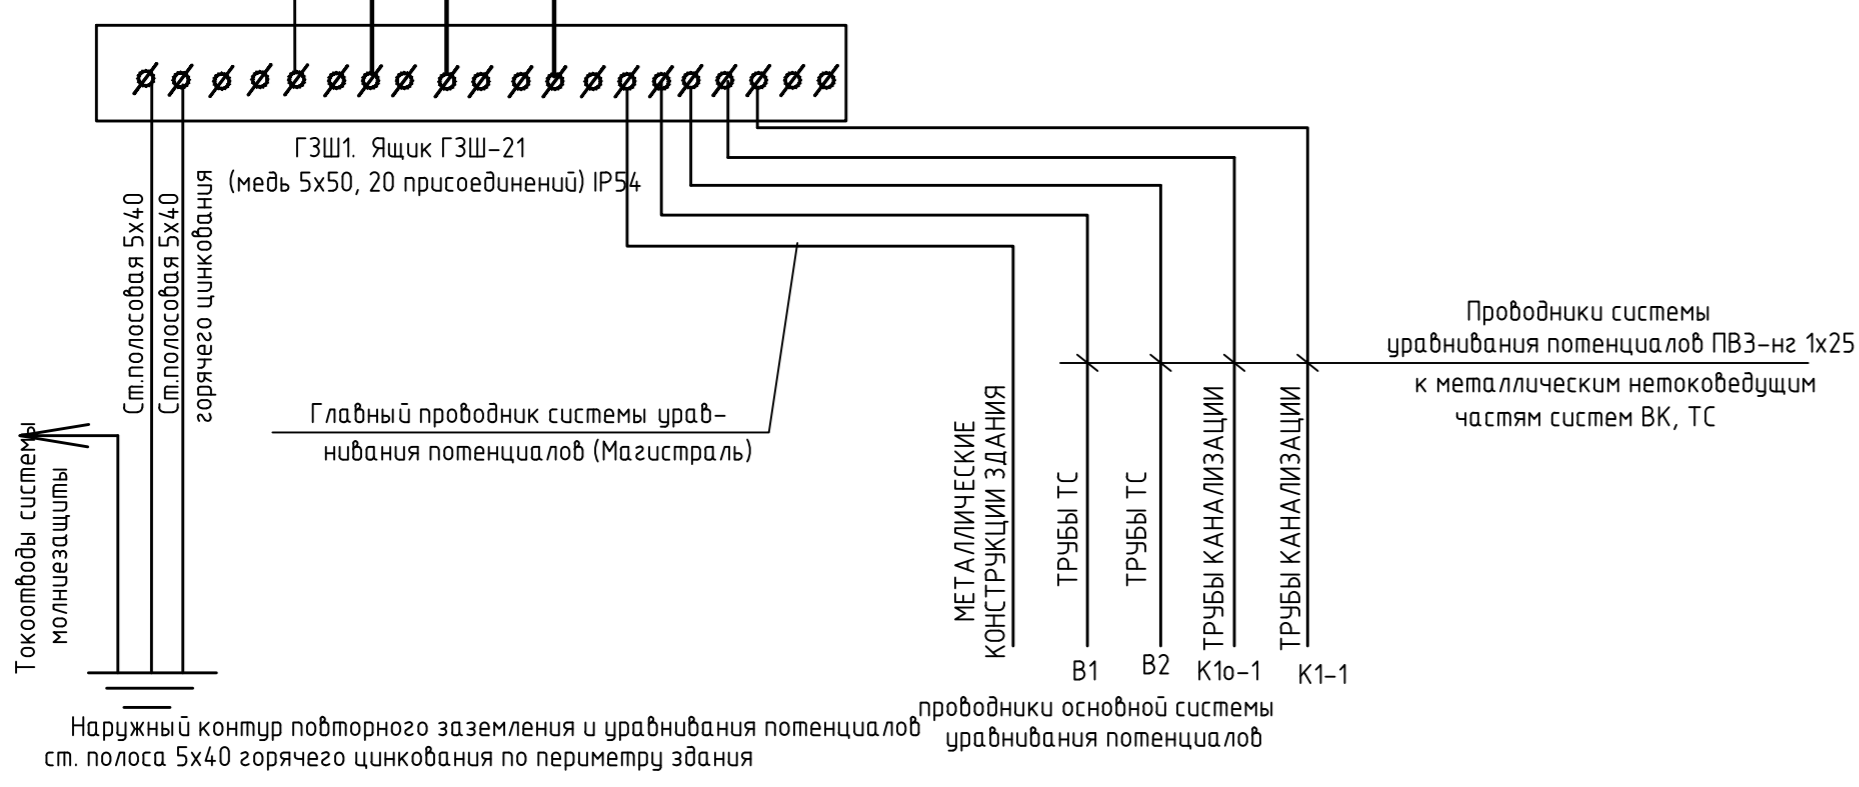 ГЗШ1. Ящик ГЗШ-21
(медь 5х50, 20 присоединений) IP54
Ст.полосовая 5х40
Ст.полосовая 5х40
горячего цинкования
Токоотводы системы
молниезащиты
Главный проводник системы урав-
нивания потенциалов (Магистраль)
Проводники системы
уравнивания потенциалов ПВЗ-нг 1х25
к металлическим нетоковедущим
частям систем ВК, ТС
МЕТАЛЛИЧЕСКИЕ
КОНСТРУКЦИИ ЗДАНИЯ
ТРУБЫ ТС
ТРУБЫ ТС
ТРУБЫ КАНАЛИЗАЦИИ
ТРУБЫ КАНАЛИЗАЦИИ
В1
В2
К1о-1
К1-1
проводники основной системы
уравнивания потенциалов
Наружный контур повторного заземления и уравнивания потенциалов
ст. полоса 5х40 горячего цинкования по периметру здания